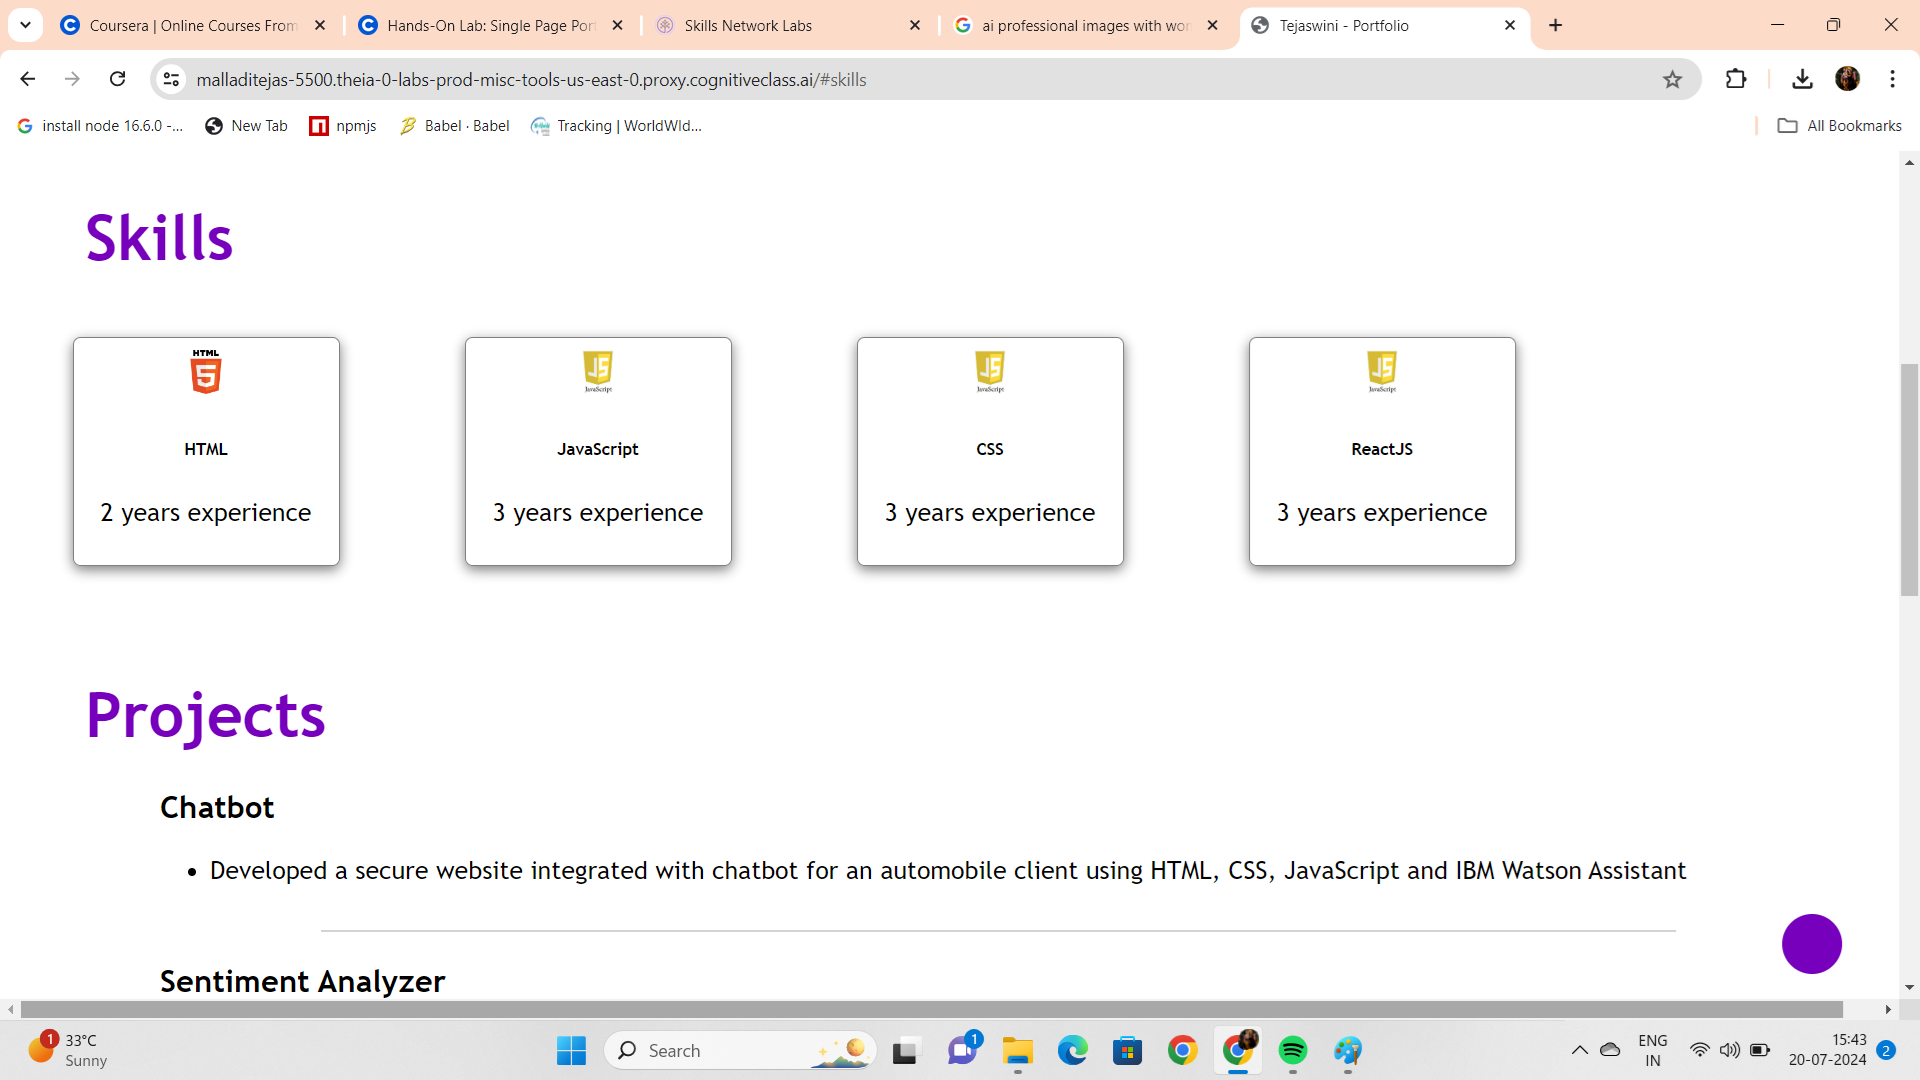 Coursera | Online Courses From
Hands-On Lab: Single Page Por
Skills Network Labs
ai professional images with wor
Tejaswini - Portfolio
malladitejas-5500.theia-0-labs-prod-misc-tools-us-east-0.proxy.cognitiveclass.ai/#skills
install node 16.6.0 -...
New Tab
npmjs
Babel · Babel
Tracking | WorldWId...
All Bookmarks
Skills
HTML
5
HTML
2 years experience
JS
JavaScript
JavaScript
3 years experience
JS
JavaScript
CSS
3 years experience
JS
JavaScript
ReactJS
3 years experience
Projects
Chatbot
• Developed a secure website integrated with chatbot for an automobile client using HTML, CSS, JavaScript and IBM Watson Assistant
Sentiment Analyzer
1
33°C
Sunny
Search
1
ENG
IN
15:43
20-07-2024
2